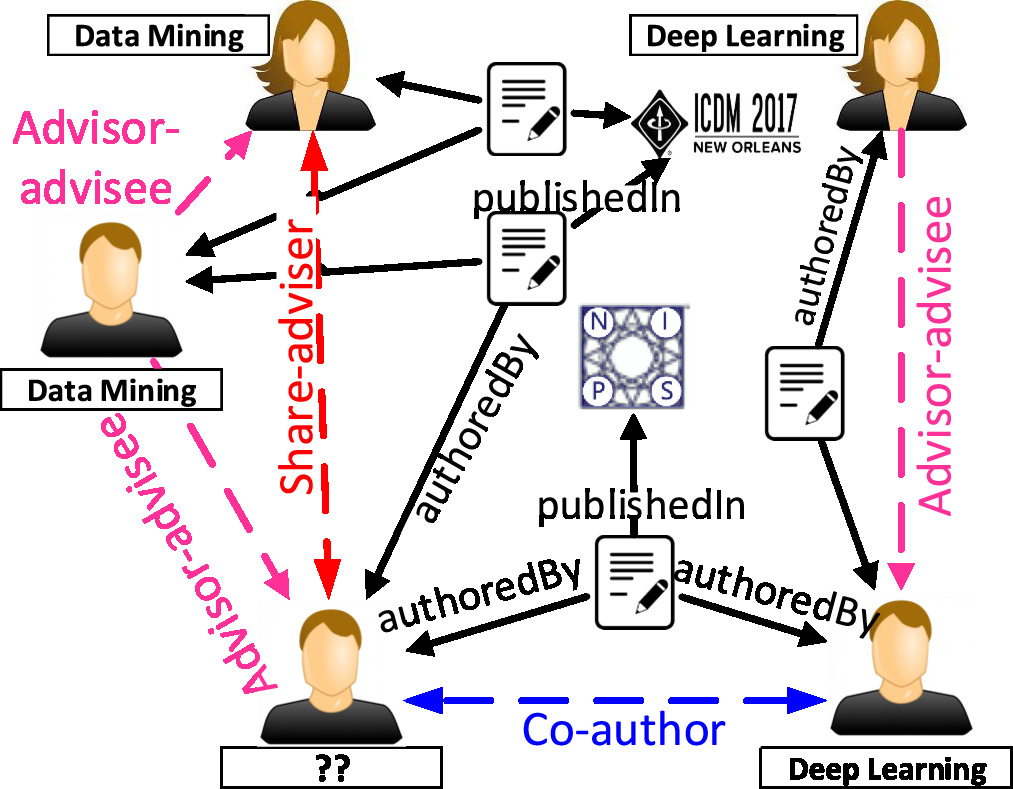 Data Mining
Deep Learning
Advisor-
advisee
ICDM 2017
NEW ORLEANS
publishedIn
authoredBy
Share-adviser
Advisor-advisee
N I
P S
Data Mining
authoredBy
Advisor-advisee
publishedIn
authoredBy
authoredBy
Co-author
??
Deep Learning